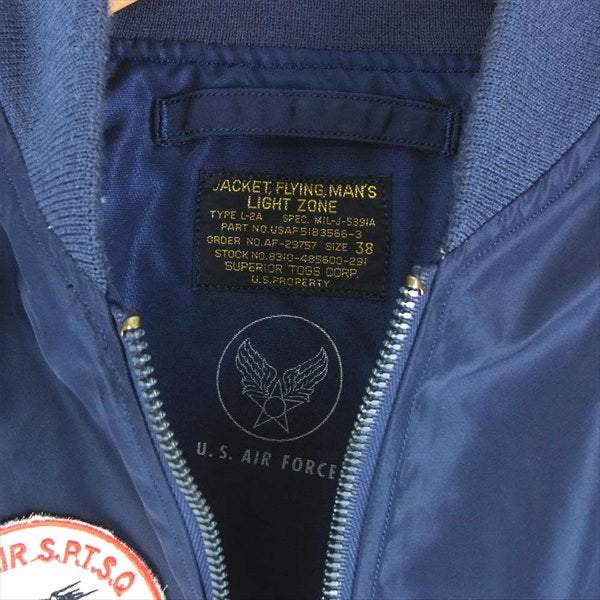 JACKET, FLYING, MAN'S
LIGHT ZONE
TYPE L-2A SPEC. MIL-J-5391A
PART NO. USAF51B3566-3
ORDER NO. AF-29757 SIZE 38
STOCK NO. 8310-485600-291
SUPERIOR TOGS CORP.
U.S. PROPERTY
U.S. AIR FORCE
IR S.P.T.S.Q